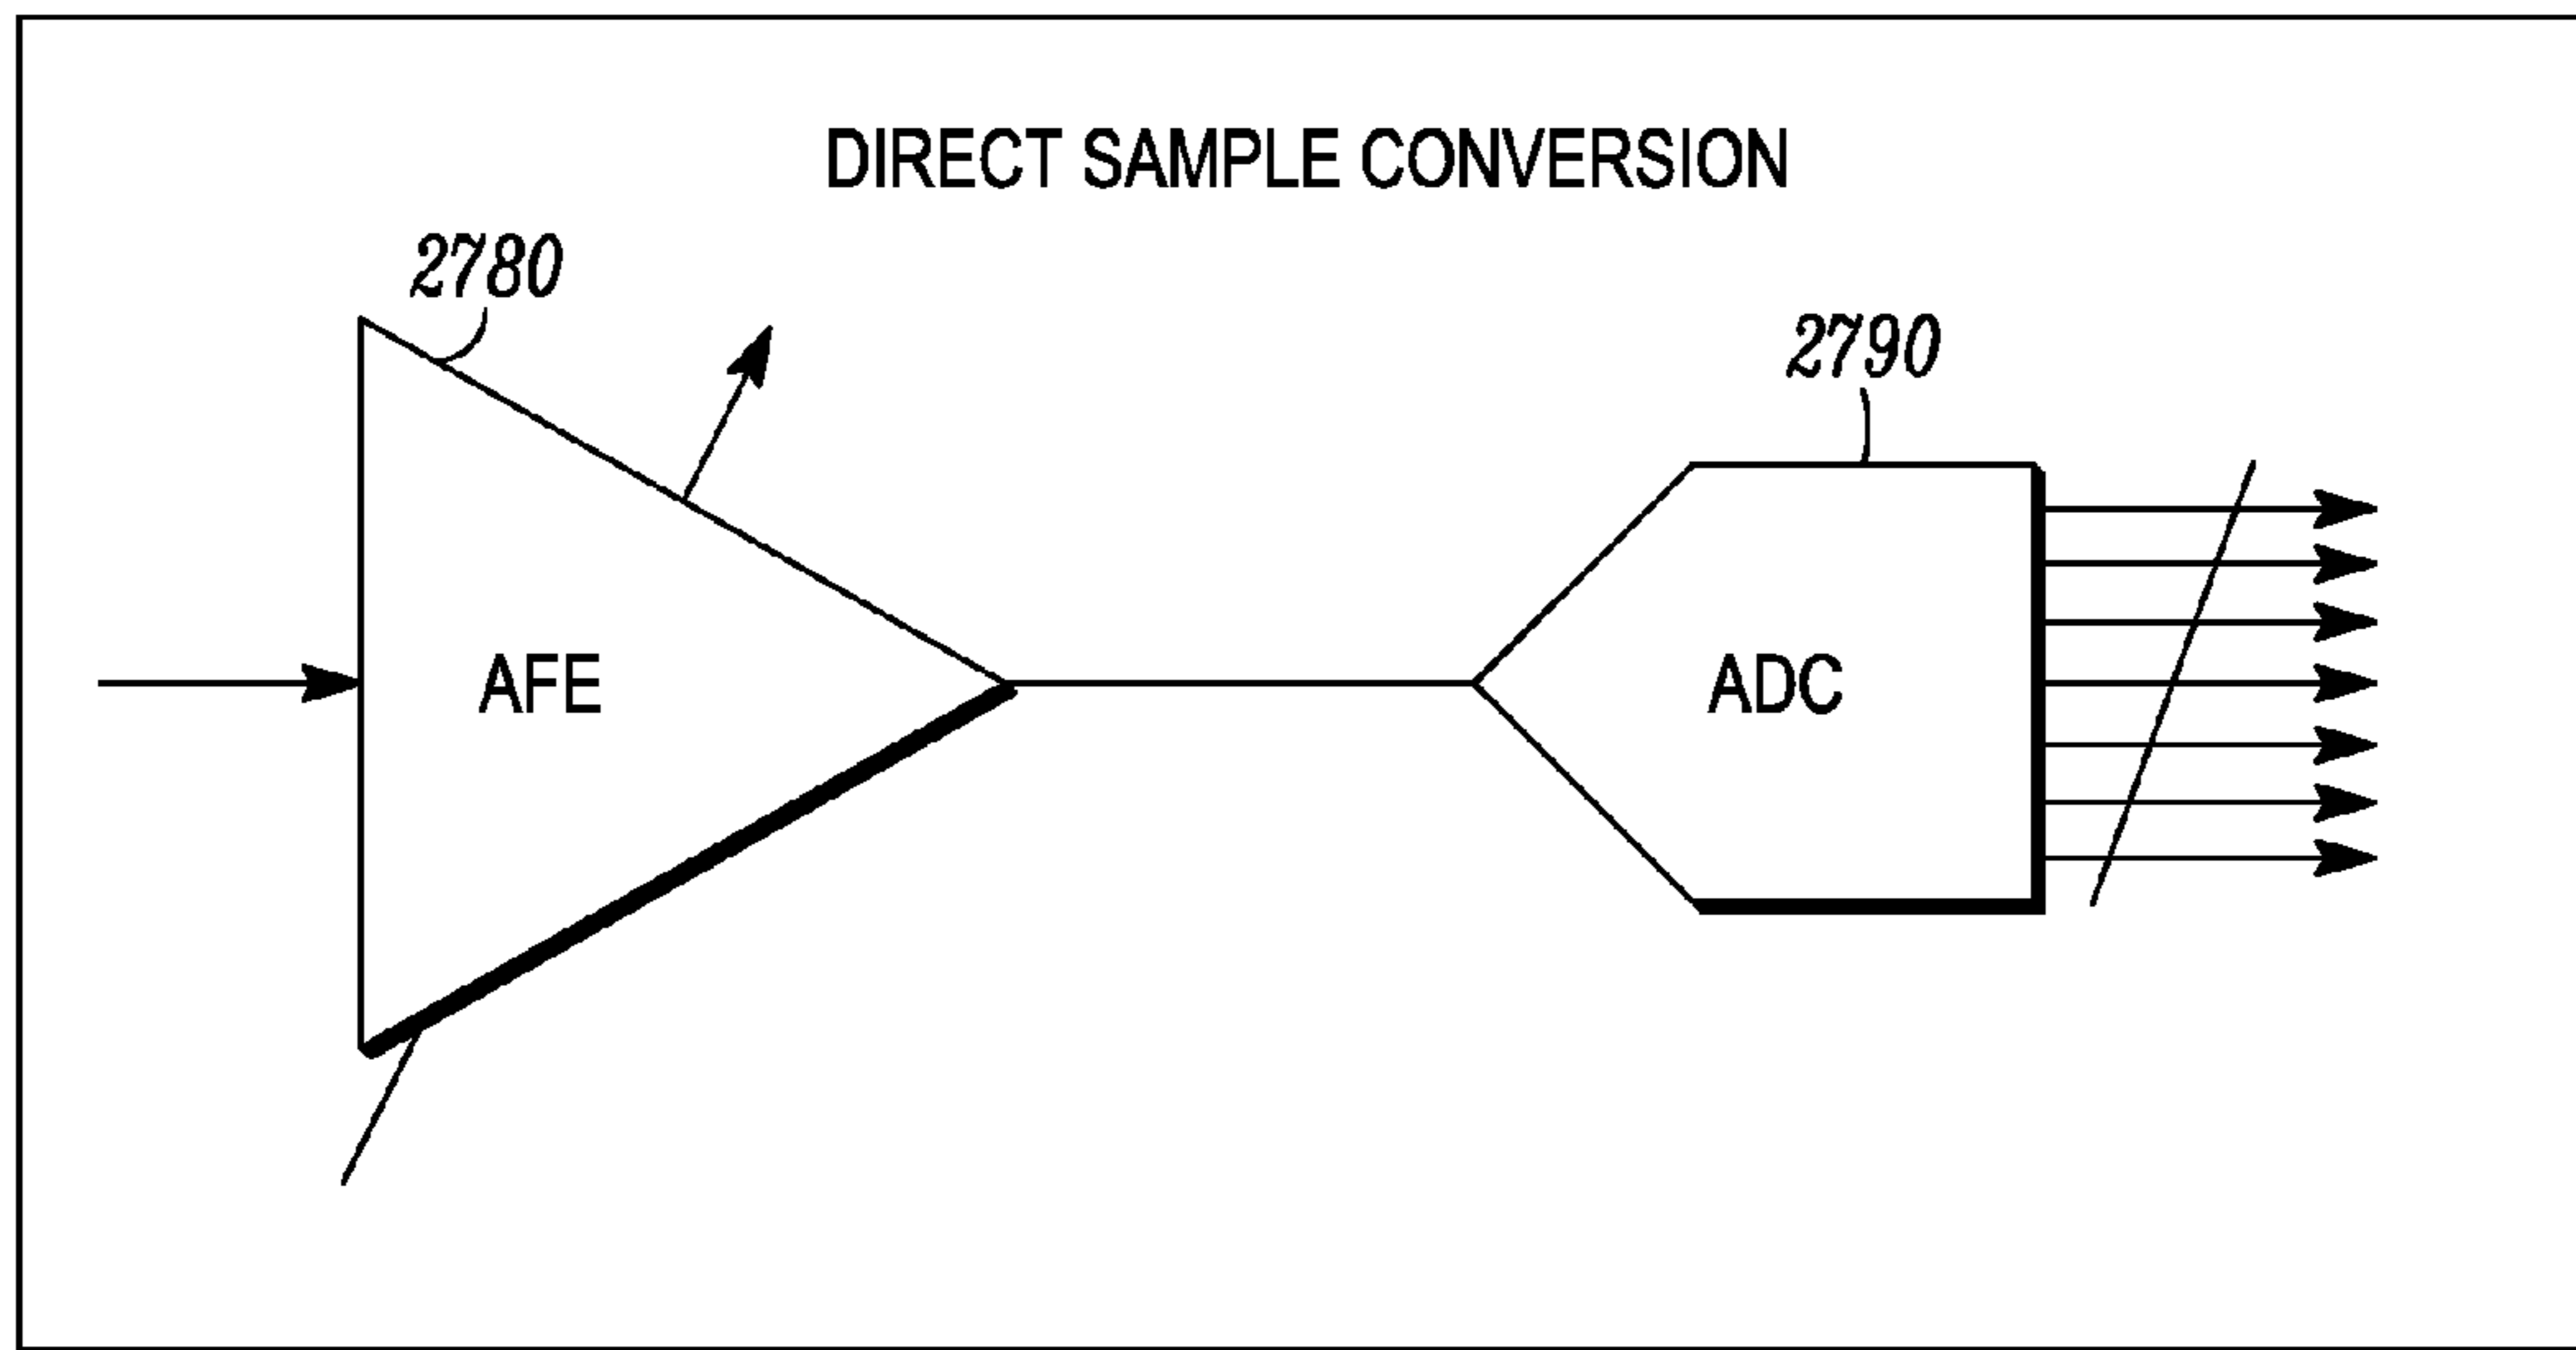 DIRECT SAMPLE CONVERSION
2780
2790
AFE
ADC